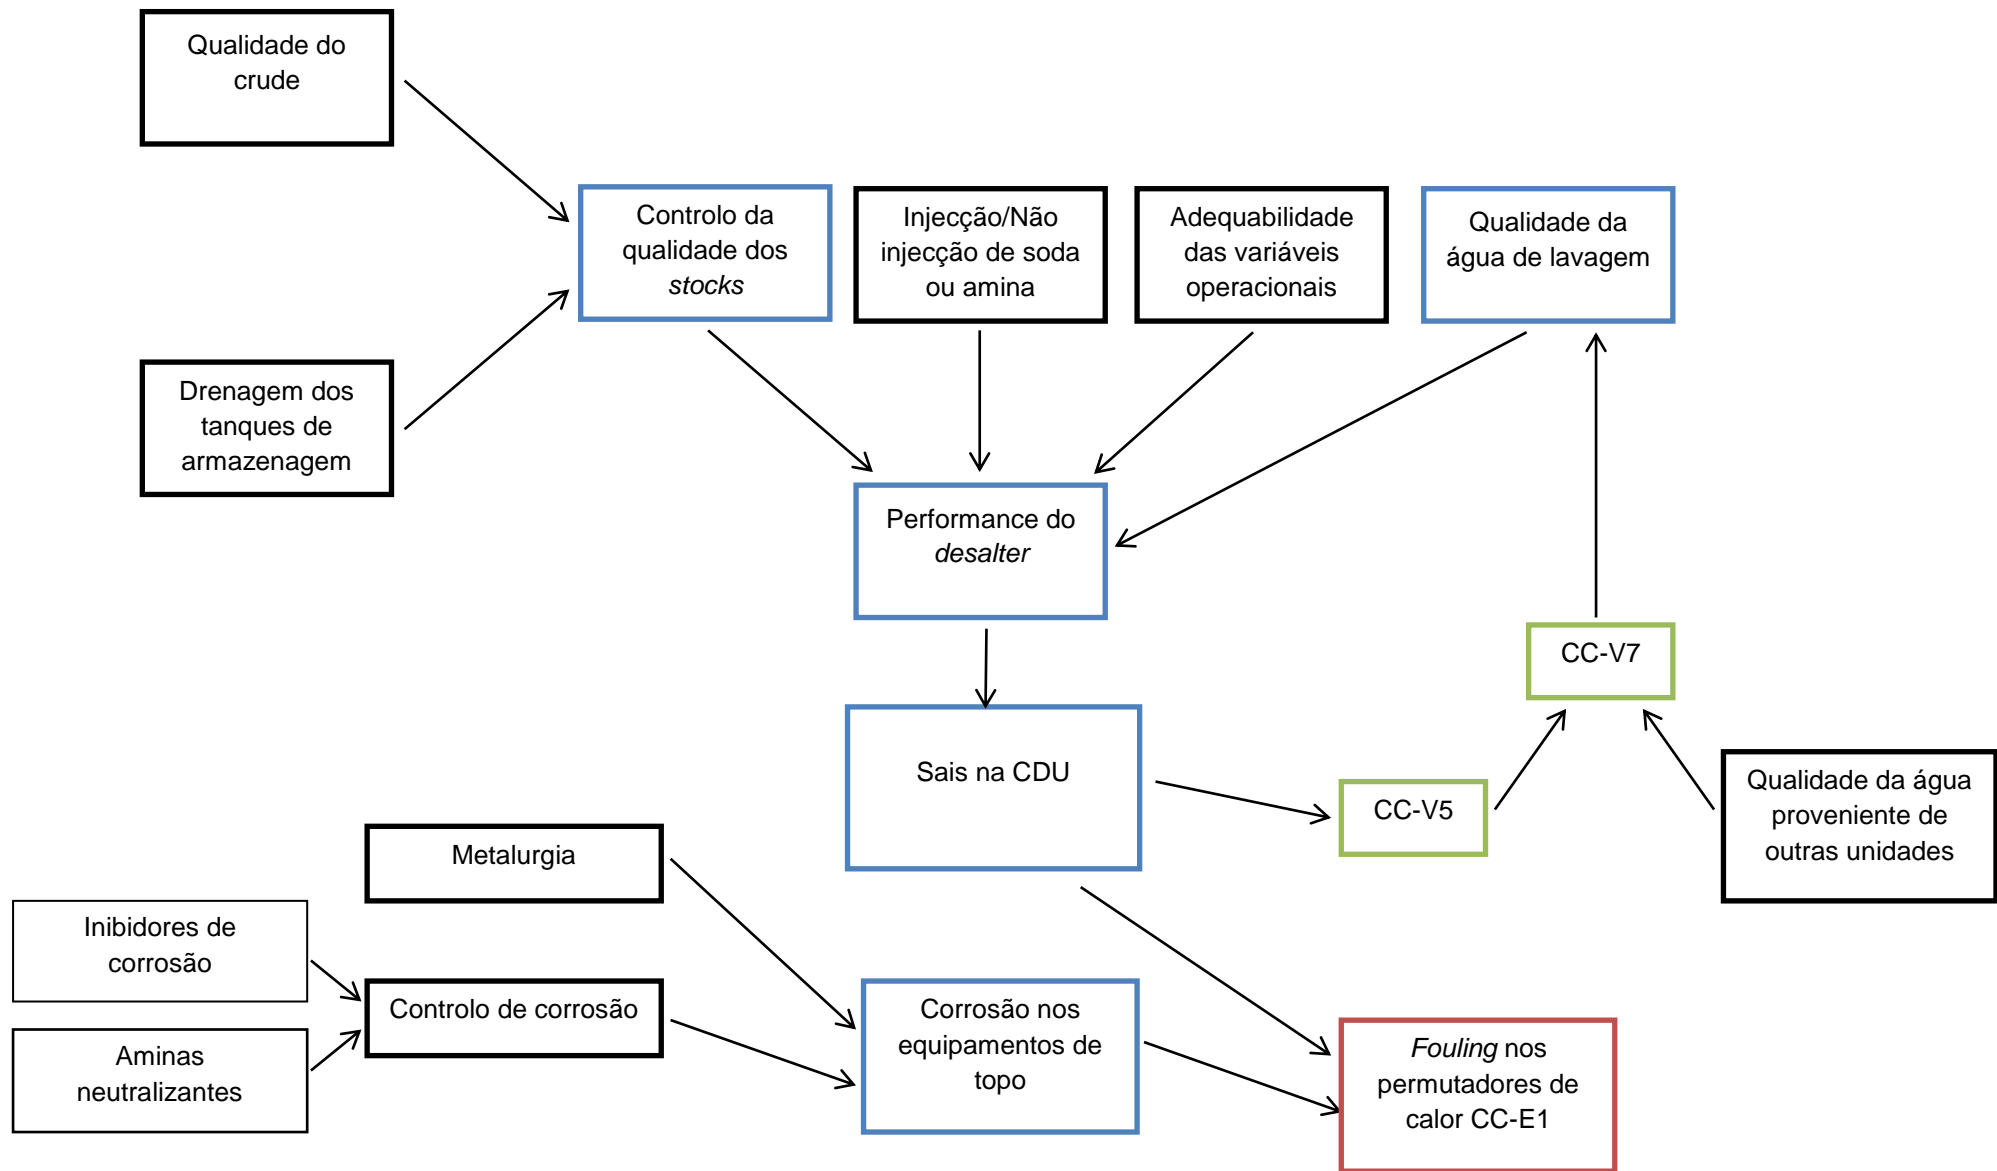 Qualidade do
crude
Controlo da
qualidade dos
stocks
Injecção/Não
injecção de soda
ou amina
Adequabilidade
das variáveis
operacionais
Qualidade da
água de lavagem
Drenagem dos
tanques de
armazenagem
Performance do
desalter
CC-V7
Sais na CDU
CC-V5
Qualidade da água
proveniente de
outras unidades
Metalurgia
Inibidores de
corrosão
Controlo de corrosão
Aminas
neutralizantes
Corrosão nos
equipamentos de
topo
Fouling nos
permutadores de
calor CC-E1